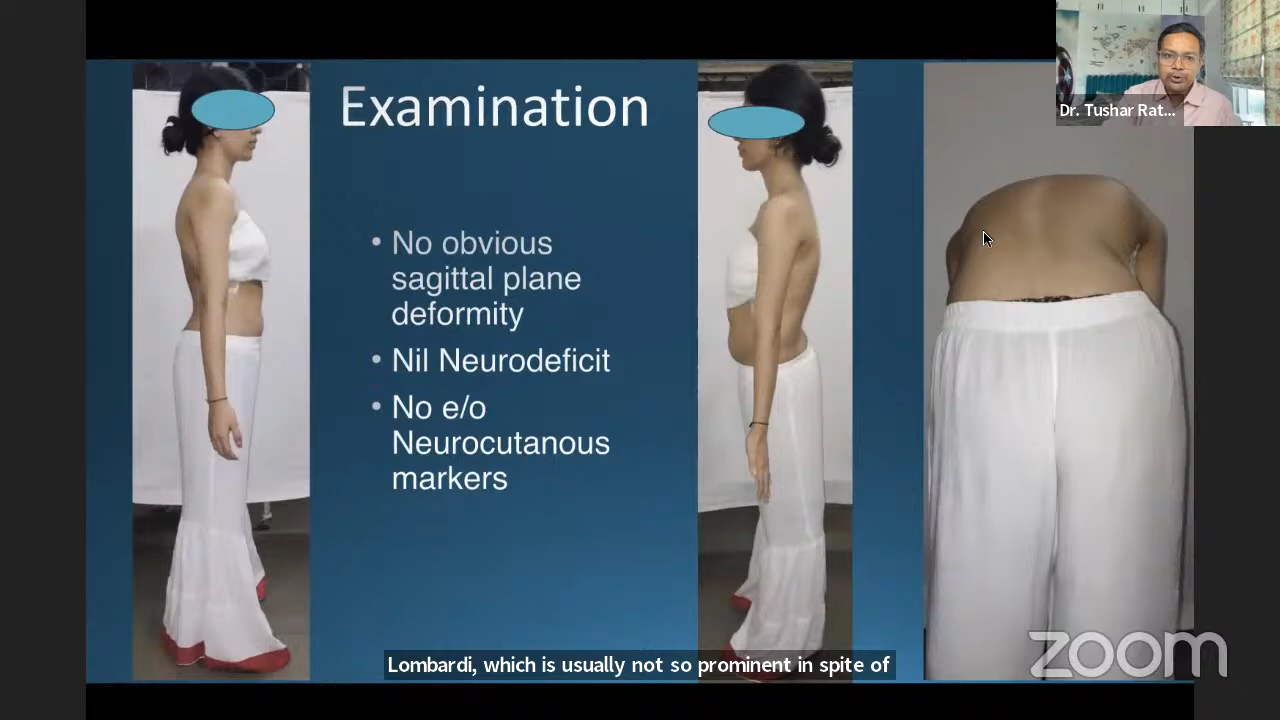 Examination
• No obvious
sagittal plane
deformity
• Nil Neurodeficit
• No e/o
Neurocutanous
markers
Dr. Tushar Rat...
Lombardi, which is usually not so prominent in spite of
zoom